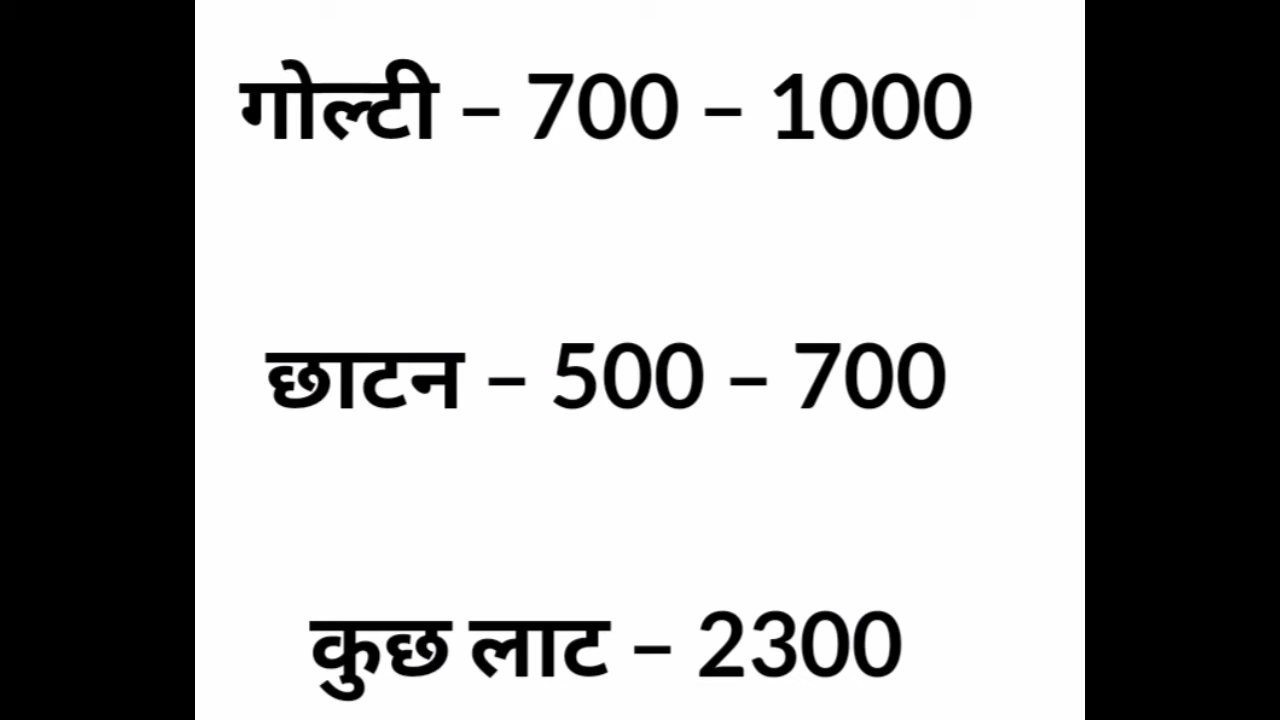 गोल्टी – 700 – 1000
छाटन – 500 – 700
कुछ लाट – 2300